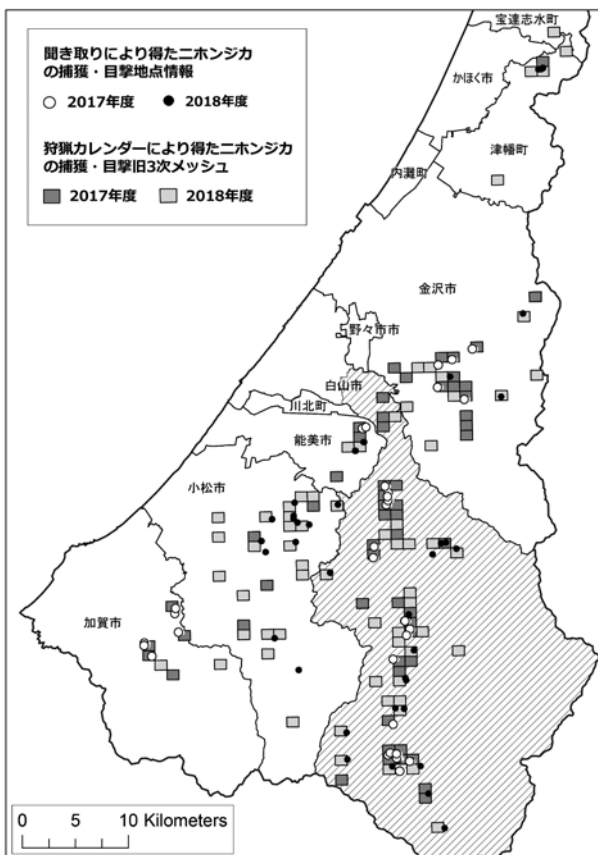 聞き取りにより得たニホンジカ
の捕獲・目撃地点情報
2017年度 2018年度
狩猟カレンダーにより得たニホンジカ
の捕獲・目撃旧3次メッシュ
2017年度 2018年度
宝達志水町
かほく市
津幡町
内灘町
金沢市
野々市市
白山市
川北町
能美市
小松市
加賀市
0 5 10 Kilometers